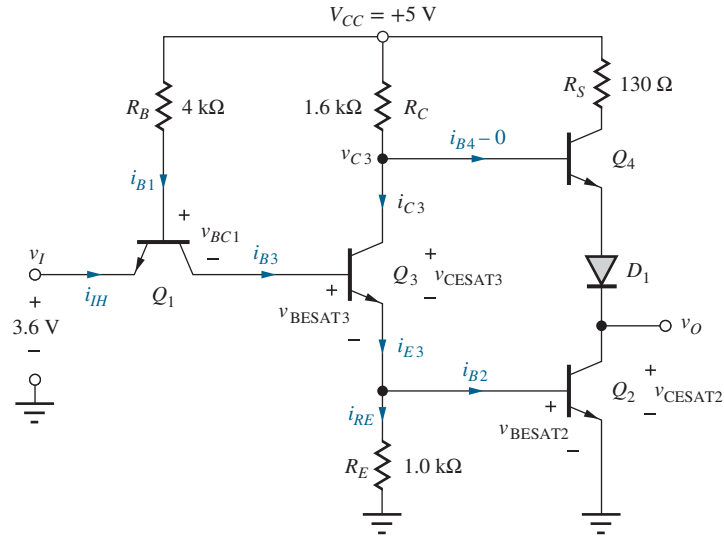 V_CC = +5 V
R_B
4 kΩ
1.6 kΩ
R_C
R_S
130 Ω
v_C3
i_B4 – 0
Q_4
i_B1
i_C3
+
v_BC1
–
v_I
i_IH
Q_1
i_B3
Q_3
+
v_CESAT3
–
D_1
+
v_BESAT3
–
+
3.6 V
–
i_E3
v_O
i_B2
i_RE
Q_2
+
v_CESAT2
–
+
v_BESAT2
–
R_E
1.0 kΩ